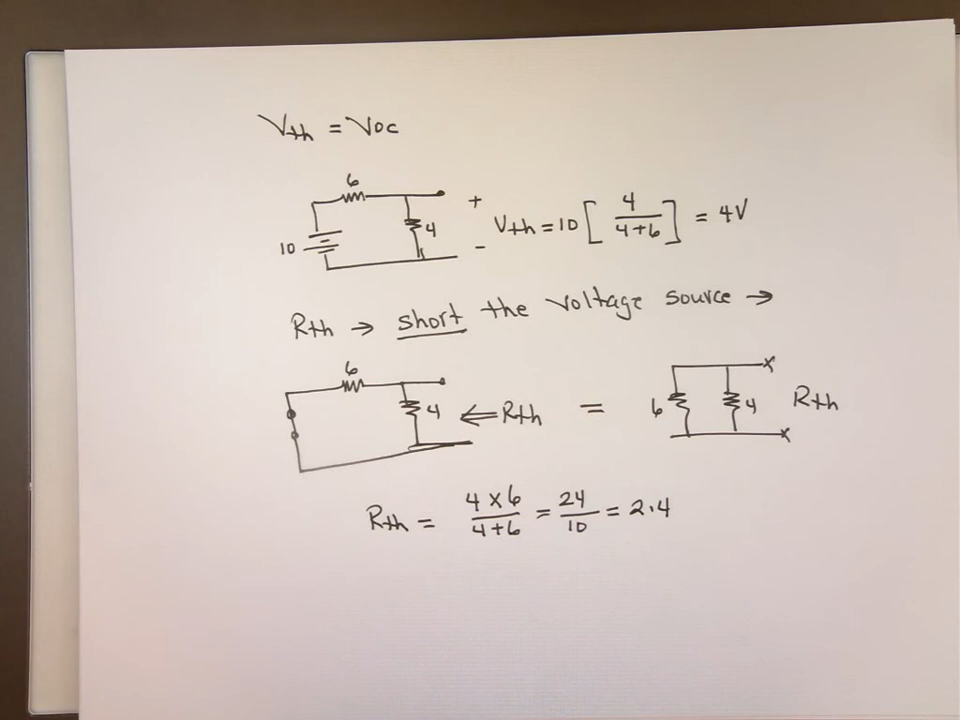 Vth = Voc
6
10
4
+
-
Vth = 10 [ 4 / 4+6 ] = 4V
Rth → short the voltage source →
6
4 ⇐ Rth = 6 4 Rth
Rth = 4 x 6 / 4+6 = 24 / 10 = 2.4